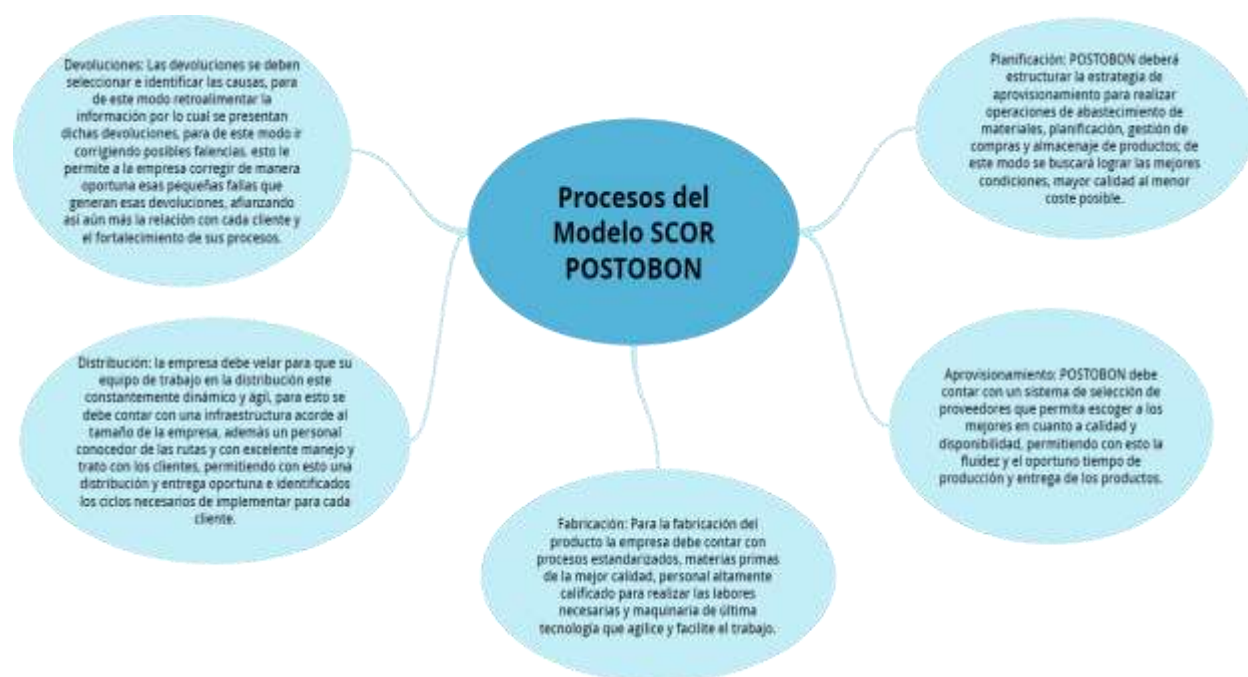 Procesos del
Modelo SCOR
POSTOBON
Planificación: POSTOBON deberá
estructurar la estrategia de
aprovisionamiento para realizar
operaciones de abastecimiento de
materiales, planificación, gestión de
compras y almacenaje de productos; de
este modo se buscará lograr las mejores
condiciones, mayor calidad al menor
coste posible.
Aprovisionamiento: POSTOBON debe
contar con un sistema de selección de
proveedores que permita escoger a los
mejores en cuanto a calidad y
disponibilidad, permitiendo con esto la
fluidez y el oportuno tiempo de
producción y entrega de los productos.
Fabricación: Para la fabricación del
producto la empresa debe contar con
procesos estandarizados, materias primas
de la mejor calidad, personal altamente
calificado para realizar las labores
necesarias y maquinaria de última
tecnología que agilice y facilite el trabajo.
Distribución: la empresa debe velar para que su
equipo de trabajo en la distribución este
constantemente dinámico y ágil, para esto se
debe contar con una infraestructura acorde al
tamaño de la empresa, además un personal
conocedor de las rutas y con excelente manejo y
trato con los clientes, permitiendo con esto una
distribución y entrega oportuna e identificados
los ciclos necesarios de implementar para cada
cliente.
Devoluciones: Las devoluciones se deben
seleccionar e identificar las causas, para
de este modo retroalimentar la
información por lo cual se presentan
dichas devoluciones, para de este modo ir
corrigiendo posibles falencias, esto le
permite a la empresa corregir de manera
oportuna esas pequeñas fallas que
generan esas devoluciones, afianzando
así aún más la relación con cada cliente y
el fortalecimiento de sus procesos.